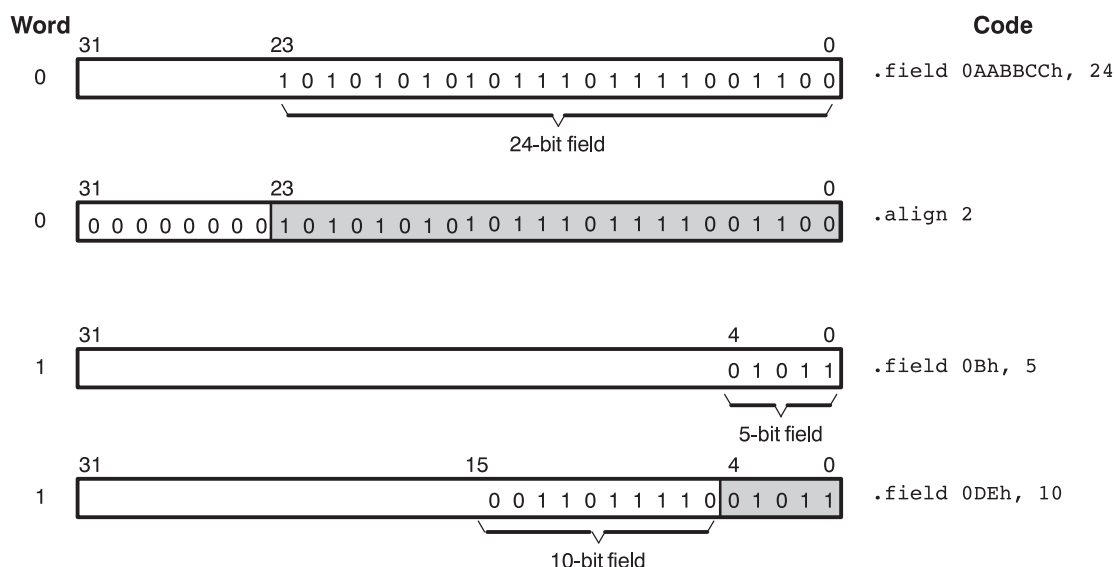 Word
Code
31 23 0
0 1 0 1 0 1 0 1 0 1 0 1 1 1 0 1 1 1 1 0 0 1 1 0 0 .field 0AABBCCh, 24
24-bit field
31 23 0
0 0 0 0 0 0 0 0 0 1 0 1 0 1 0 1 0 1 0 1 1 1 0 1 1 1 1 0 0 1 1 0 0 .align 2
31 4 0
1 0 1 0 1 1 .field 0Bh, 5
5-bit field
31 15 4 0
1 0 0 1 1 0 1 1 1 1 0 0 1 0 1 1 .field 0DEh, 10
10-bit field